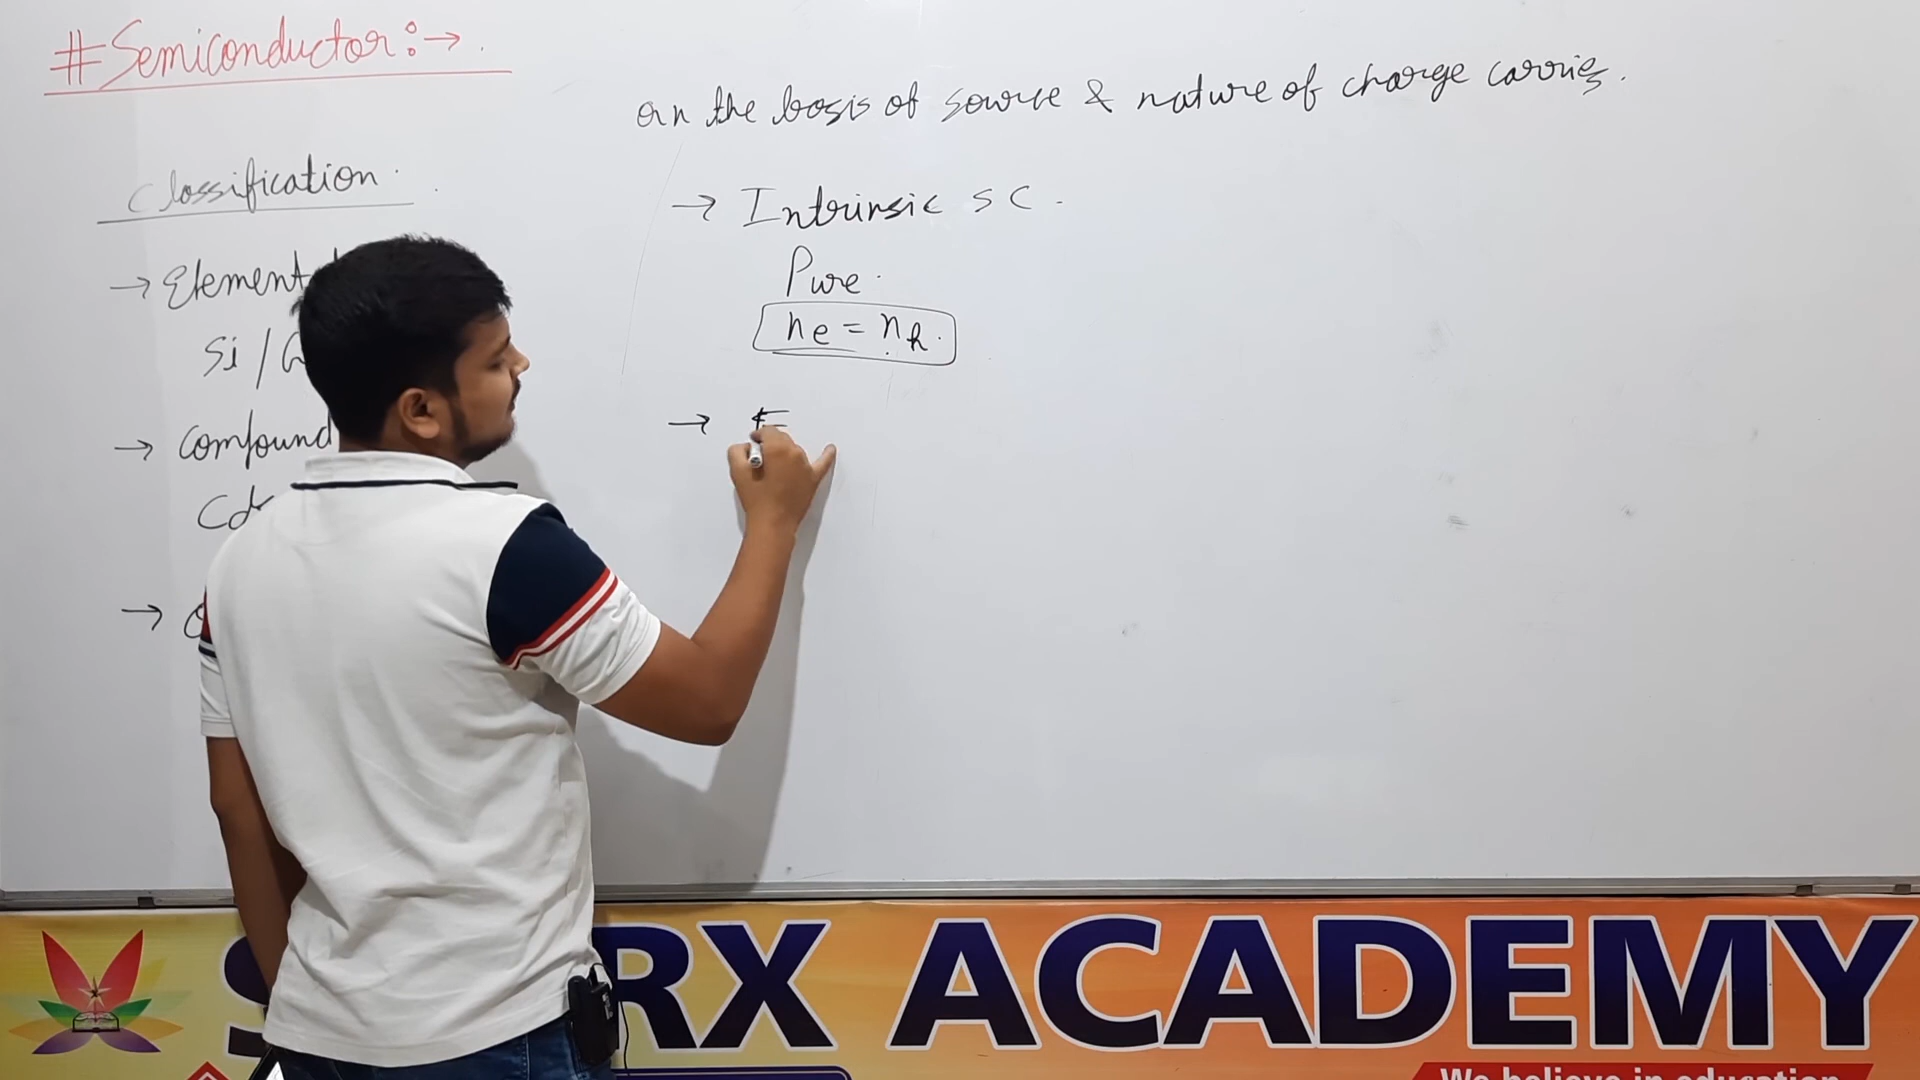 #Semiconductor:→
on the basis of source & nature of charge carries.
Classification.
→ Intrinsic SC.
Pure.
→ Element
ne = nh.
Si / G
→ E
→ Compound
Cd
→ O
RX ACADEMY
We believe in education